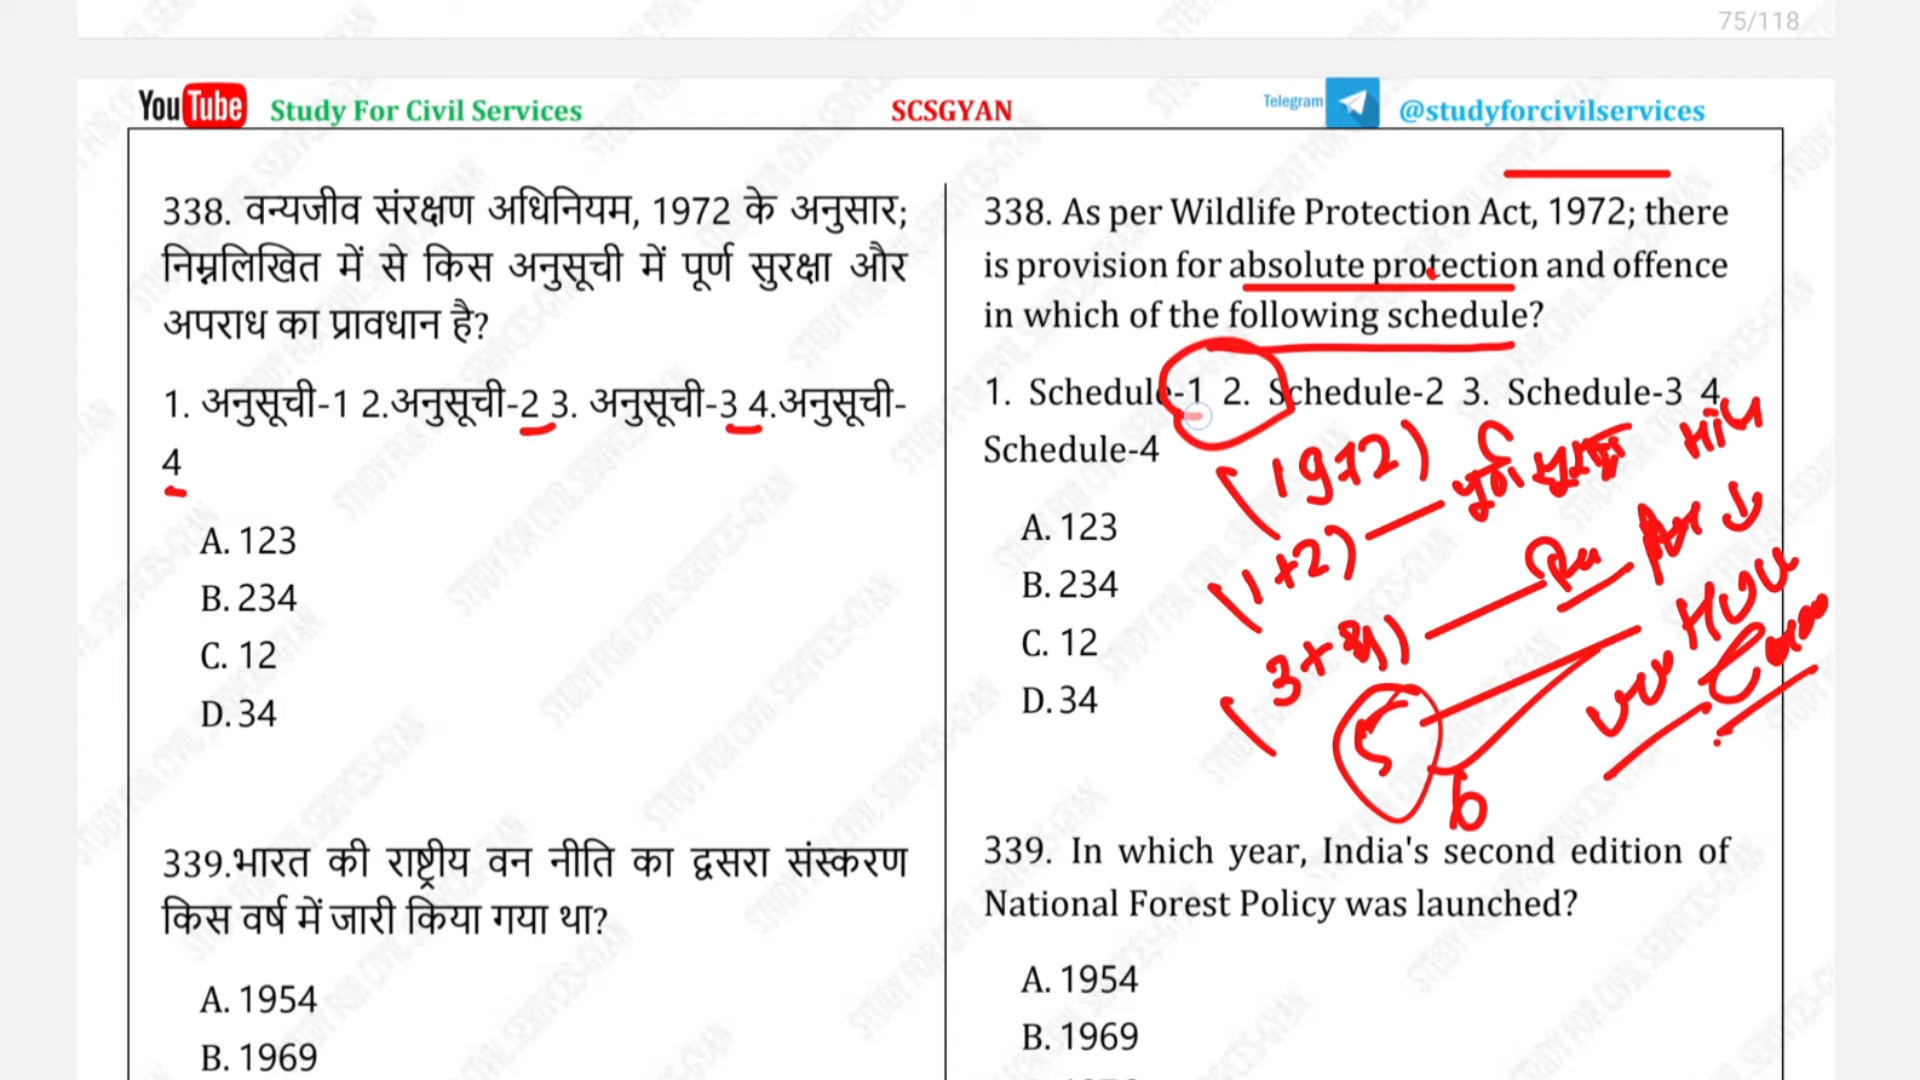 75/118
YouTube Study For Civil Services SCSGYAN Telegram @studyforcivilservices
338. वन्यजीव संरक्षण अधिनियम, 1972 के अनुसार;
निम्नलिखित में से किस अनुसूची में पूर्ण सुरक्षा और
अपराध का प्रावधान है?
1. अनुसूची-1 2.अनुसूची-2 3. अनुसूची-3 4.अनुसूची-
4
A. 123
B. 234
C. 12
D. 34
339.भारत की राष्ट्रीय वन नीति का द्वसरा संस्करण
किस वर्ष में जारी किया गया था?
A. 1954
B. 1969
338. As per Wildlife Protection Act, 1972; there
is provision for absolute protection and offence
in which of the following schedule?
1. Schedule-1 2. Schedule-2 3. Schedule-3 4.
Schedule-4
A. 123
B. 234
C. 12
D. 34
(1972)
(1+2)
(3+4)
5
6
339. In which year, India's second edition of
National Forest Policy was launched?
A. 1954
B. 1969